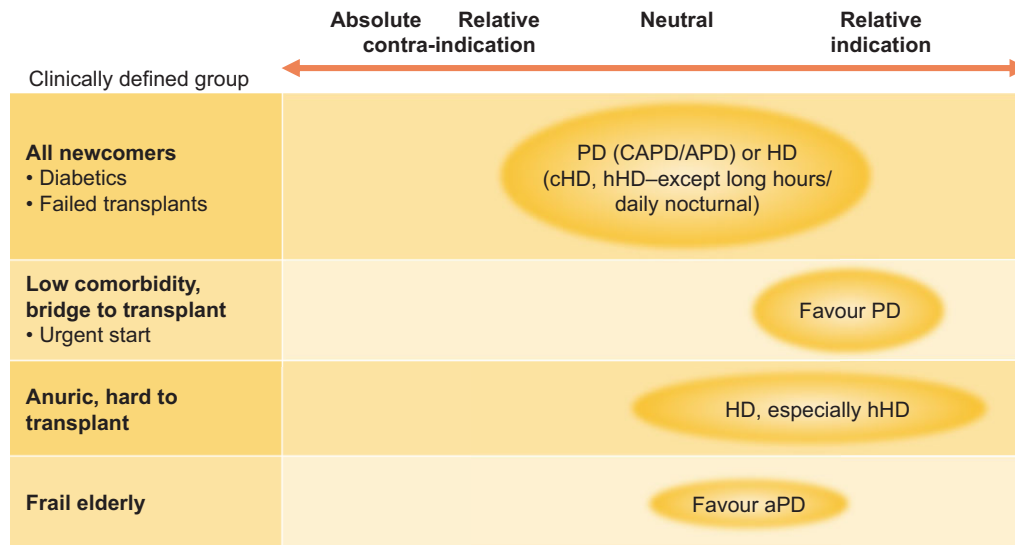 Absolute Relative Neutral Relative
contra-indication indication
Clinically defined group
All newcomers
• Diabetics
• Failed transplants
PD (CAPD/APD) or HD
(cHD, hHD–except long hours/
daily nocturnal)
Low comorbidity,
bridge to transplant
• Urgent start
Favour PD
Anuric, hard to
transplant
HD, especially hHD
Frail elderly
Favour aPD